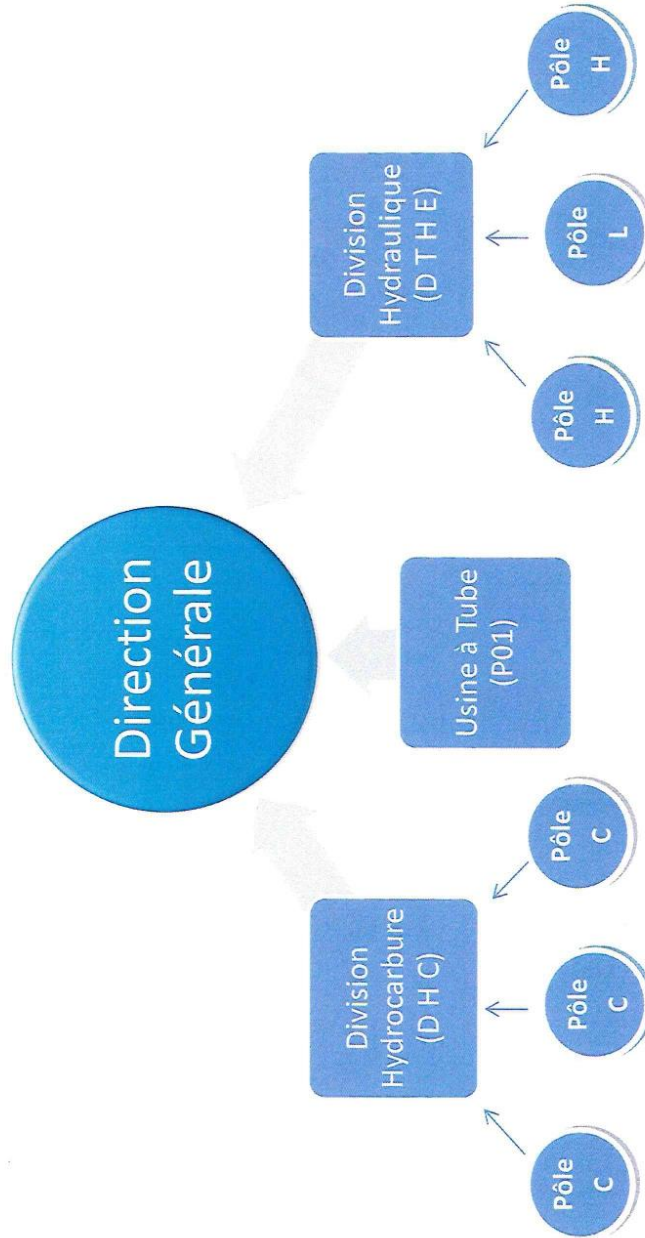 Direction
Générale
Division
Hydrocarbure
(D H C)
Usine à Tube
(P01)
Division
Hydraulique
(D T H E)
Pôle
C
Pôle
C
Pôle
C
Pôle
H
Pôle
L
Pôle
H